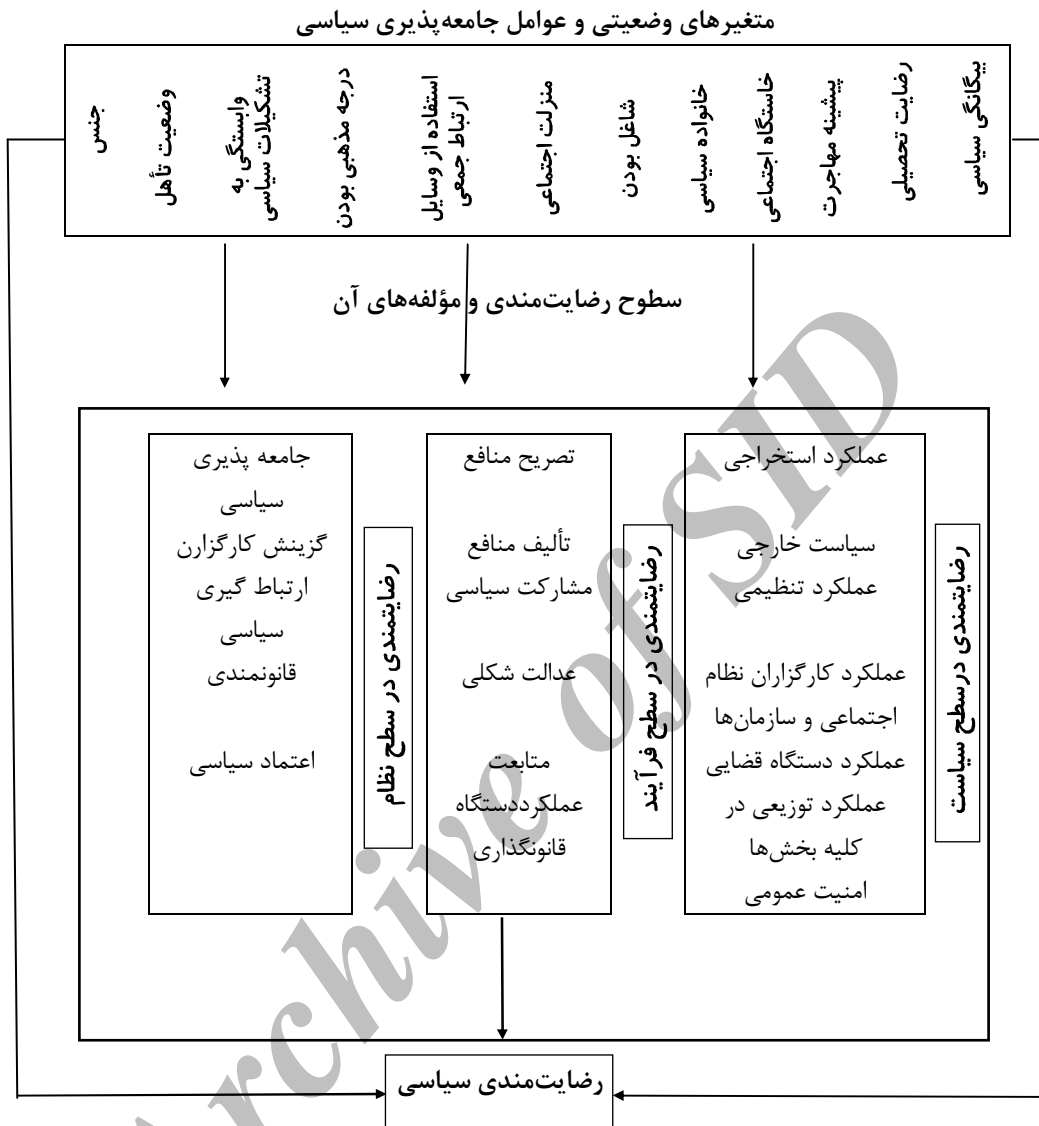 متغیرهای وضعیتی و عوامل جامعه‌پذیری سیاسی
بیگانگی سیاسی
رضایت تحصیلی
پیشینه مهاجرت
خاستگاه اجتماعی
خانواده سیاسی
شاغل بودن
منزلت اجتماعی
استفاده از وسایل
ارتباط جمعی
درجه مذهبی بودن
وابستگی به
تشکیلات سیاسی
وضعیت تأهل
جنس
سطوح رضایت‌مندی و مؤلفه‌های آن
رضایتمندی در سطح سیاست
عملکرد استخراجی
سیاست خارجی
عملکرد تنظیمی
عملکرد کارگزاران نظام
اجتماعی و سازمان‌ها
عملکرد دستگاه قضایی
عملکرد توزیعی در
کلیه بخش‌ها
امنیت عمومی
رضایتمندی در سطح فرآیند
تصریح منافع
تألیف منافع
مشارکت سیاسی
عدالت شکلی
متابعت
عملکرددستگاه
قانونگذاری
رضایتمندی در سطح نظام
جامعه پذیری
سیاسی
گزینش کارگزارن
ارتباط گیری
سیاسی
قانونمندی
اعتماد سیاسی
رضایت‌مندی سیاسی
Archive of SID